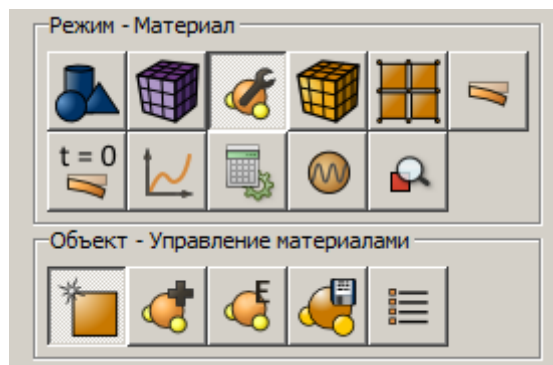 Режим - Материал
t = 0
Объект - Управление материалами
E